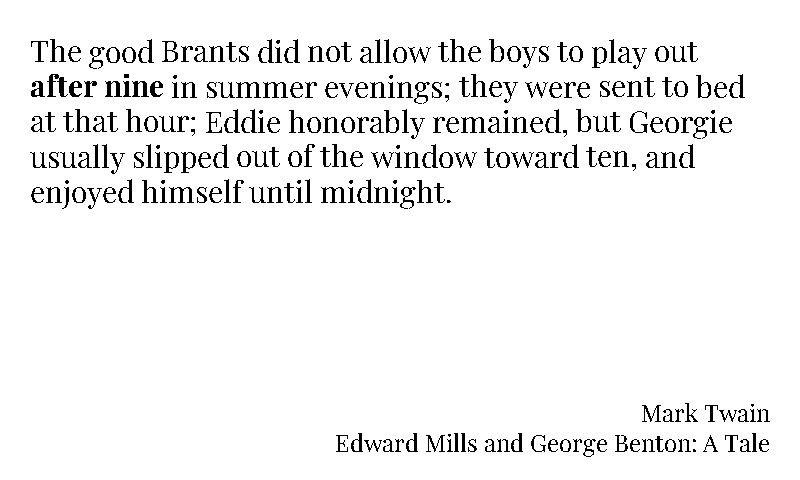 The good Brants did not allow the boys to play out
after nine in summer evenings; they were sent to bed
at that hour; Eddie honorably remained, but Georgie
usually slipped out of the window toward ten, and
enjoyed himself until midnight.
Mark Twain
Edward Mills and George Benton: A Tale